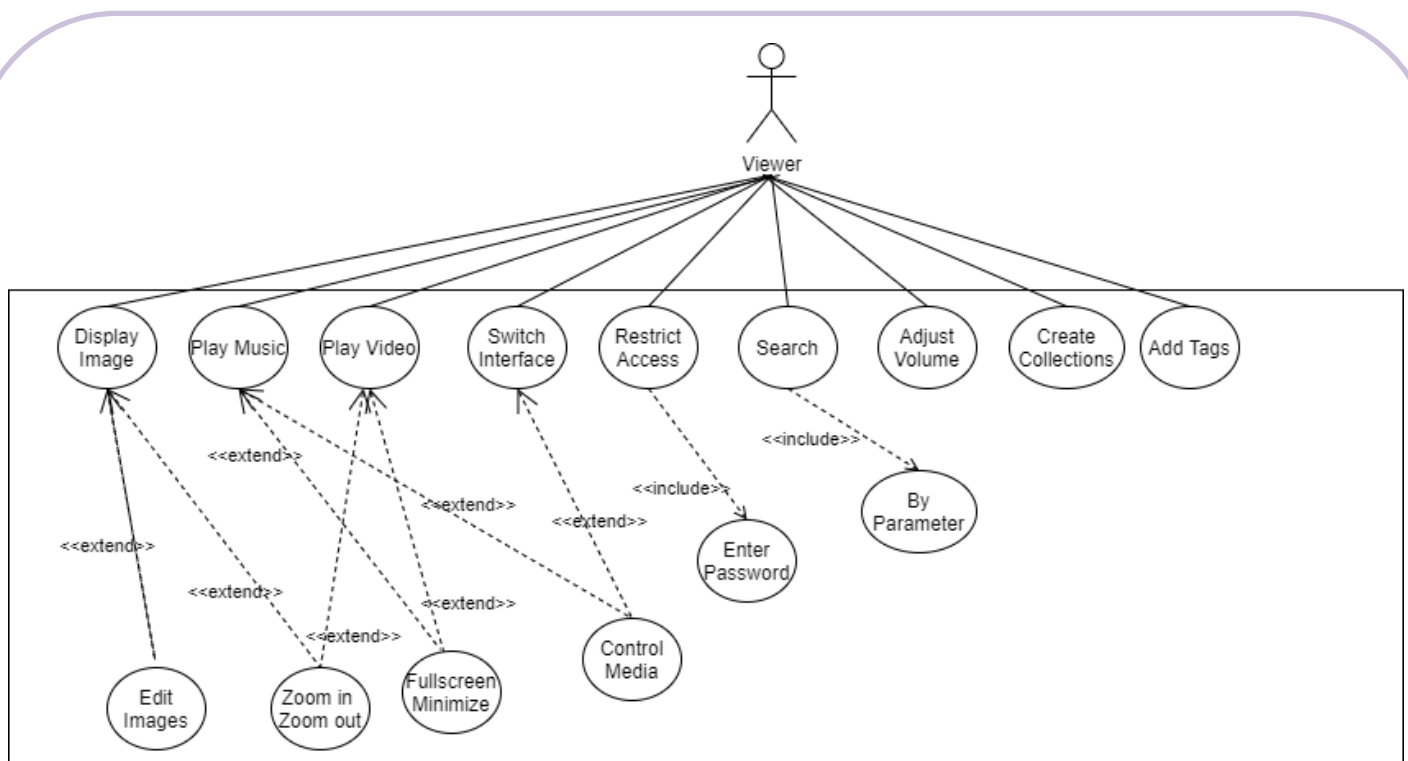 Viewer
Display
Image
Play Music
Play Video
Switch
Interface
Restrict
Access
Search
Adjust
Volume
Create
Collections
Add Tags
<<include>>
<<extend>>
<<include>>
<<extend>>
<<extend>>
By
Parameter
<<extend>>
Enter
Password
<<extend>>
<<extend>>
<<extend>>
Control
Media
Edit
Images
Zoom in
Zoom out
Fullscreen
Minimize